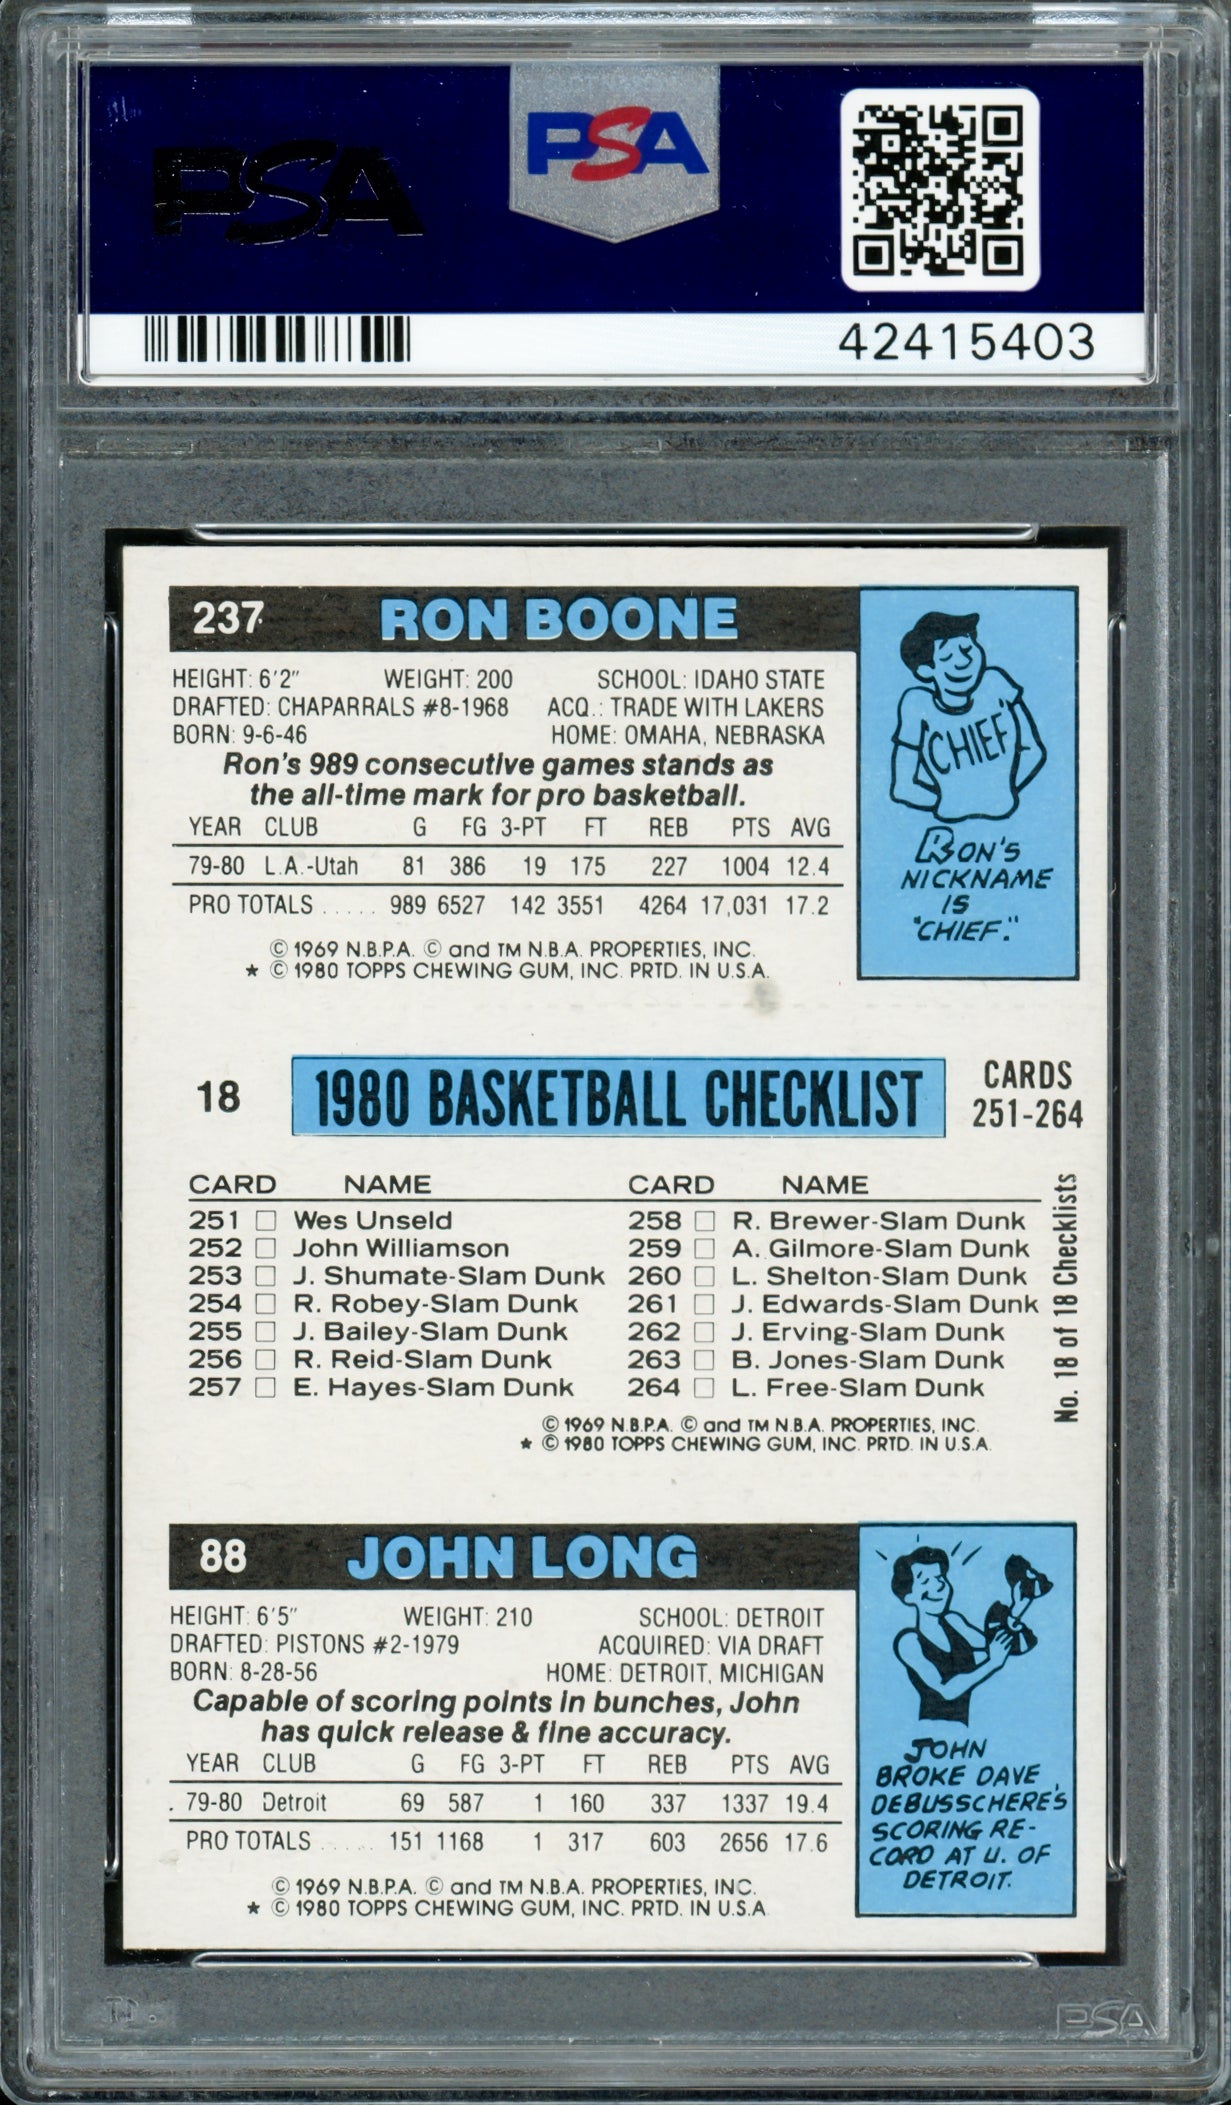 PSA
PSA
42415403
237 RON BOONE
HEIGHT: 6'2" WEIGHT: 200 SCHOOL: IDAHO STATE
DRAFTED: CHAPARRALS #8-1968 ACQ.: TRADE WITH LAKERS
BORN: 9-6-46 HOME: OMAHA, NEBRASKA
Ron's 989 consecutive games stands as
the all-time mark for pro basketball.
YEAR CLUB G FG 3-PT FT REB PTS AVG
79-80 L.A.-Utah 81 386 19 175 227 1004 12.4
PRO TOTALS ..... 989 6527 142 3551 4264 17,031 17.2
© 1969 N.B.P.A. © and TM N.B.A. PROPERTIES, INC.
★ © 1980 TOPPS CHEWING GUM, INC. PRTD. IN U.S.A.
"CHIEF"
RON'S
NICKNAME
IS
"CHIEF."
18 1980 BASKETBALL CHECKLIST CARDS
251-264
CARD NAME CARD NAME
251 □ Wes Unseld 258 □ R. Brewer-Slam Dunk
252 □ John Williamson 259 □ A. Gilmore-Slam Dunk
253 □ J. Shumate-Slam Dunk 260 □ L. Shelton-Slam Dunk
254 □ R. Robey-Slam Dunk 261 □ J. Edwards-Slam Dunk
255 □ J. Bailey-Slam Dunk 262 □ J. Erving-Slam Dunk
256 □ R. Reid-Slam Dunk 263 □ B. Jones-Slam Dunk
257 □ E. Hayes-Slam Dunk 264 □ L. Free-Slam Dunk
No. 18 of 18 Checklists
© 1969 N.B.P.A. © and TM N.B.A. PROPERTIES, INC.
★ © 1980 TOPPS CHEWING GUM, INC. PRTD. IN U.S.A.
88 JOHN LONG
HEIGHT: 6'5" WEIGHT: 210 SCHOOL: DETROIT
DRAFTED: PISTONS #2-1979 ACQUIRED: VIA DRAFT
BORN: 8-28-56 HOME: DETROIT, MICHIGAN
Capable of scoring points in bunches, John
has quick release & fine accuracy.
YEAR CLUB G FG 3-PT FT REB PTS AVG
79-80 Detroit 69 587 1 160 337 1337 19.4
PRO TOTALS ..... 151 1168 1 317 603 2656 17.6
© 1969 N.B.P.A. © and TM N.B.A. PROPERTIES, INC.
★ © 1980 TOPPS CHEWING GUM, INC. PRTD. IN U.S.A
JOHN
BROKE DAVE
DEBUSSCHERE'S
SCORING RE-
CORD AT U. OF
DETROIT.
PSA